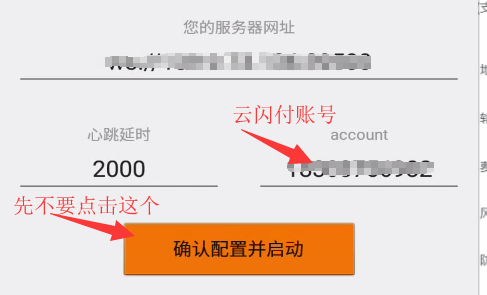 您的服务器网址
云闪付账号
心跳延时
account
2000
先不要点击这个
确认配置并启动